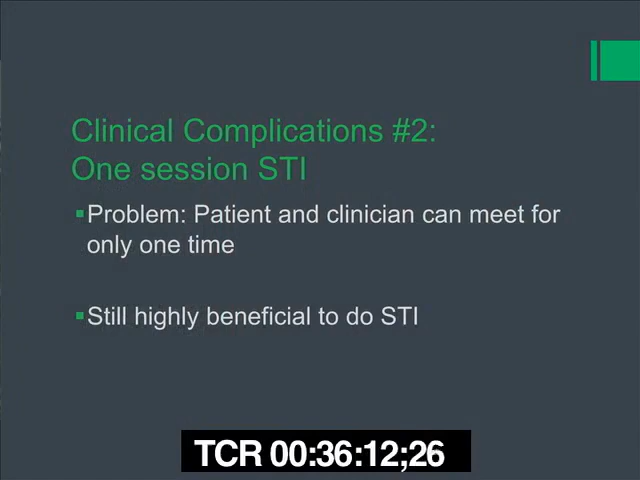 Clinical Complications #2:
One session STI
Problem: Patient and clinician can meet for
only one time
Still highly beneficial to do STI
TCR 00:36:12;26